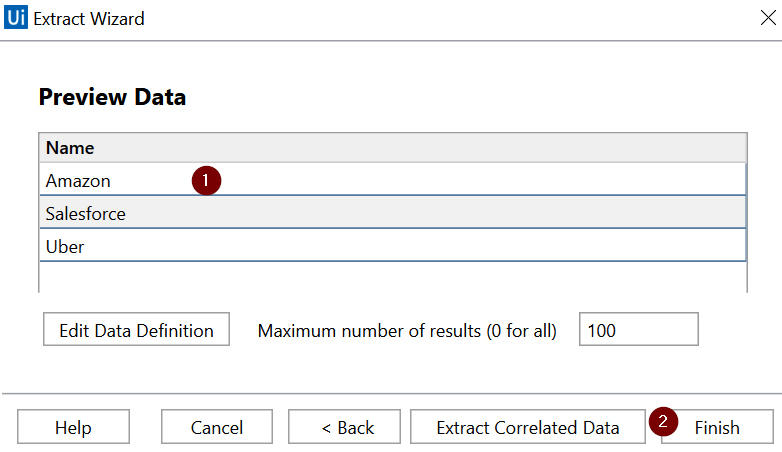 Ui Extract Wizard
Preview Data
Name
Amazon 1
Salesforce
Uber
Edit Data Definition Maximum number of results (0 for all) 100
Help Cancel < Back Extract Correlated Data 2 Finish